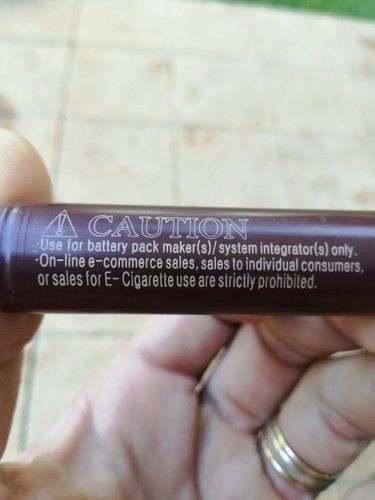 ⚠ CAUTION
·Use for battery pack maker(s)/ system integrator(s) only.
·On-line e-commerce sales, sales to individual consumers,
or sales for E- Cigarette use are strictly prohibited.